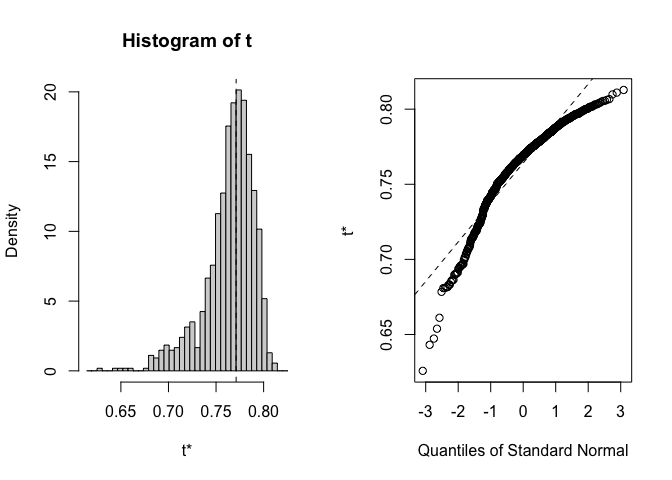 Histogram of t
Density
0
5
10
15
20
0.65 0.70 0.75 0.80
t*
t*
0.65
0.70
0.75
0.80
-3 -2 -1 0 1 2 3
Quantiles of Standard Normal